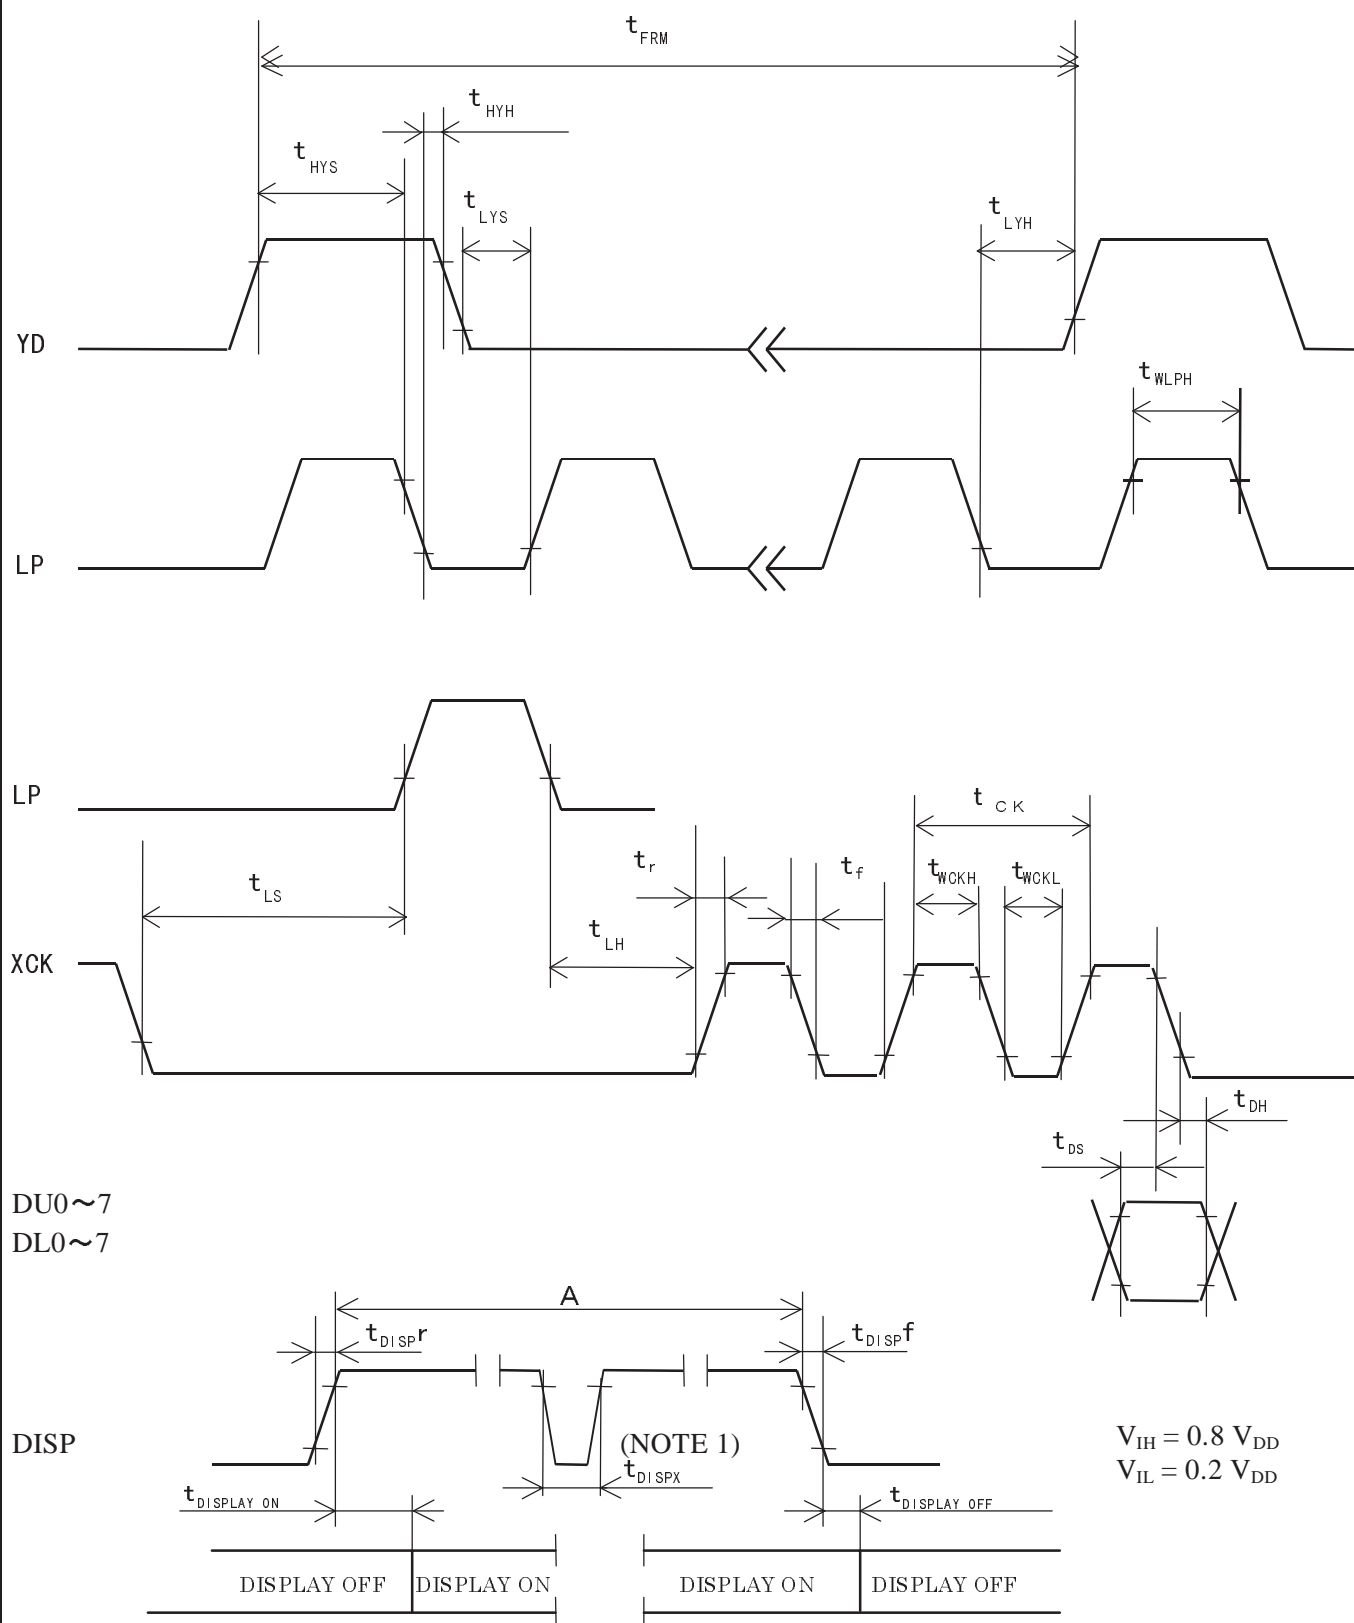 tFRM
tHYH
tHYS
tLYS
tLYH
YD
tWLPH
LP
LP
t CK
tr
tf
tWCKH
tWCKL
tLS
tLH
XCK
tDH
tDS
DU0～7
DL0～7
A
tDISPr
tDISPf
DISP
(NOTE 1)
VIH = 0.8 VDD
VIL = 0.2 VDD
tDISPX
tDISPLAY ON
tDISPLAY OFF
DISPLAY OFF
DISPLAY ON
DISPLAY ON
DISPLAY OFF